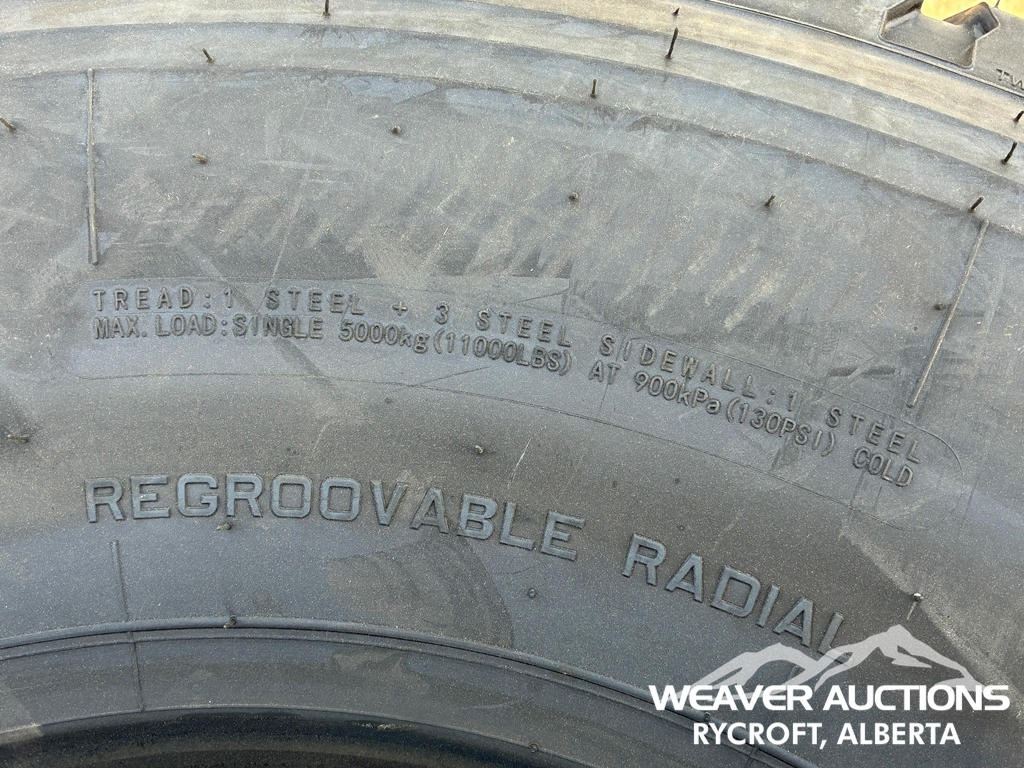 TW
TREAD:1 STEEL + 3 STEEL SIDEWALL:1 STEEL
MAX.LOAD:SINGLE 5000kg(11000LBS) AT 900kPa(130PSI) COLD
REGROOVABLE RADIAL
WEAVER AUCTIONS
RYCROFT, ALBERTA